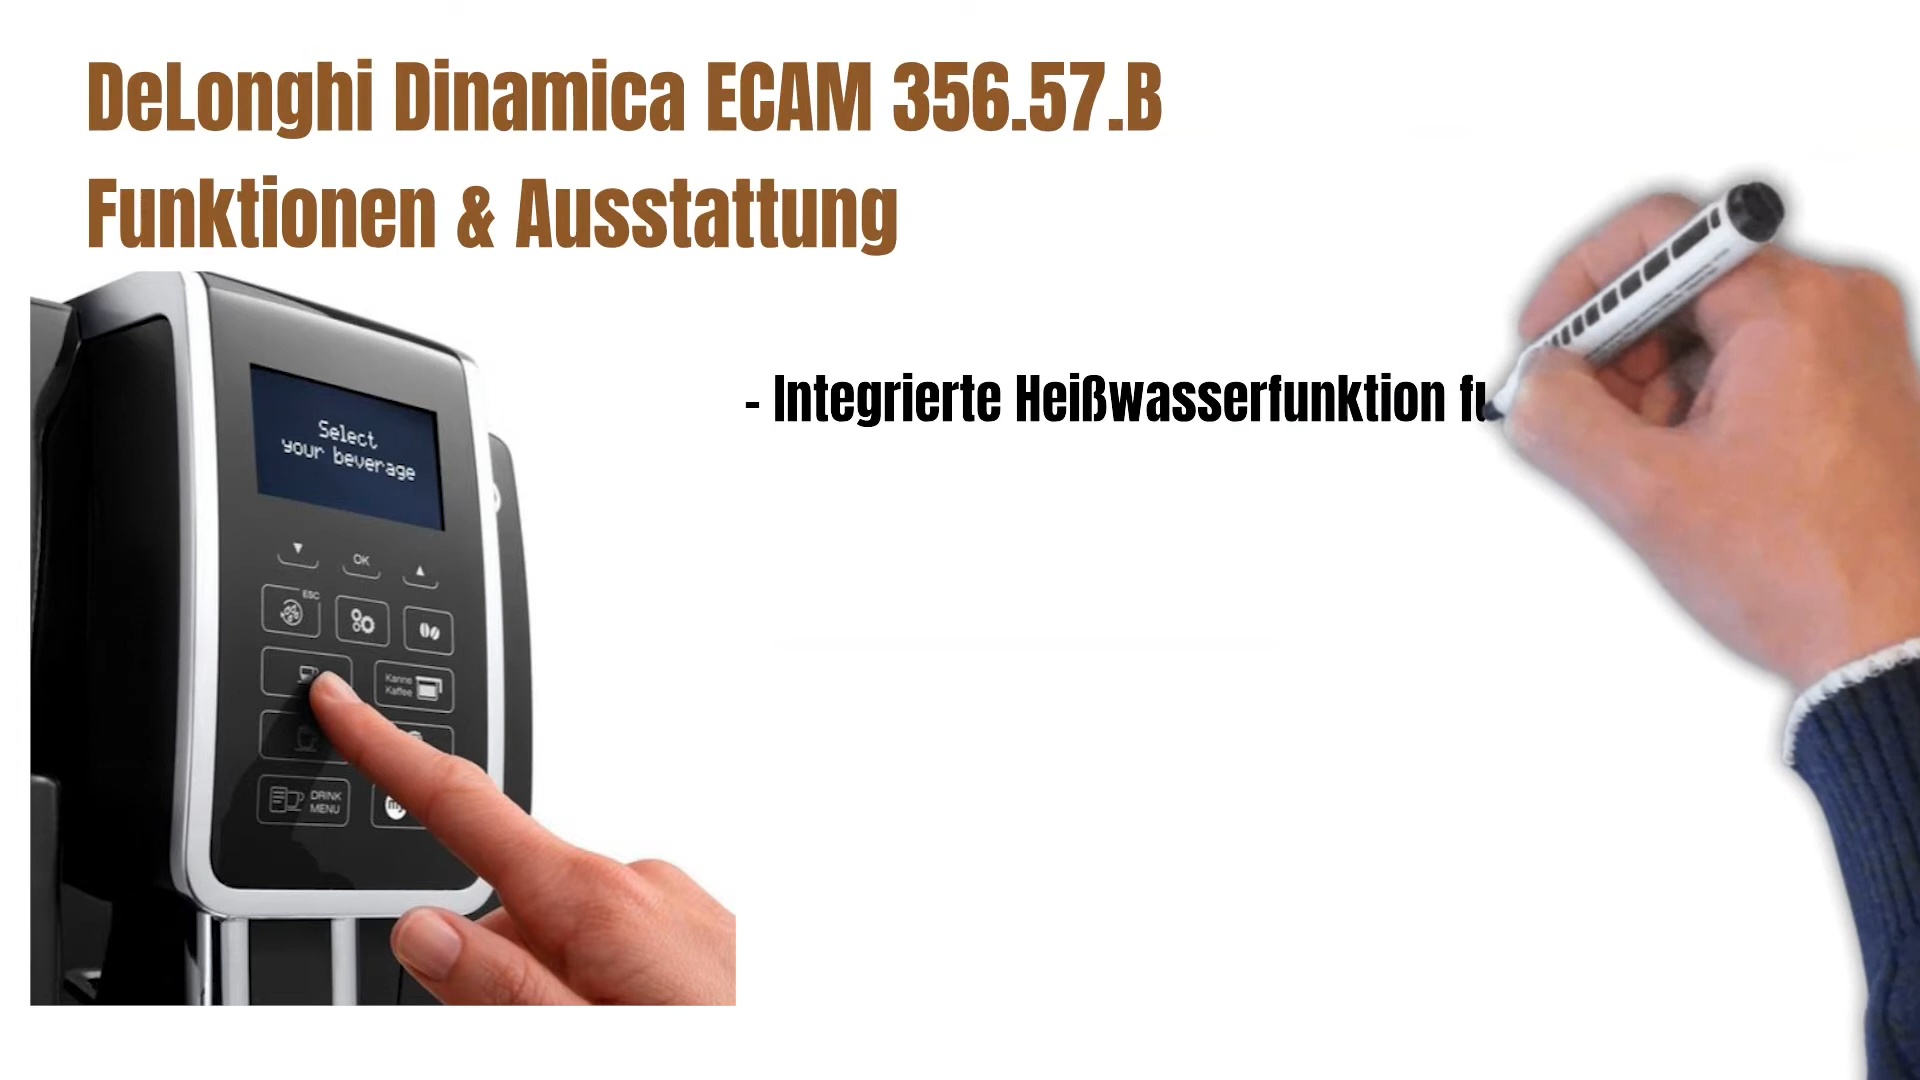 DeLonghi Dinamica ECAM 356.57.B
Funktionen & Ausstattung
- Integrierte Heißwasserfunktion fu
Select
your beverage
OK
ESC
Kanne
Kaffee
DRINK
MENU
my